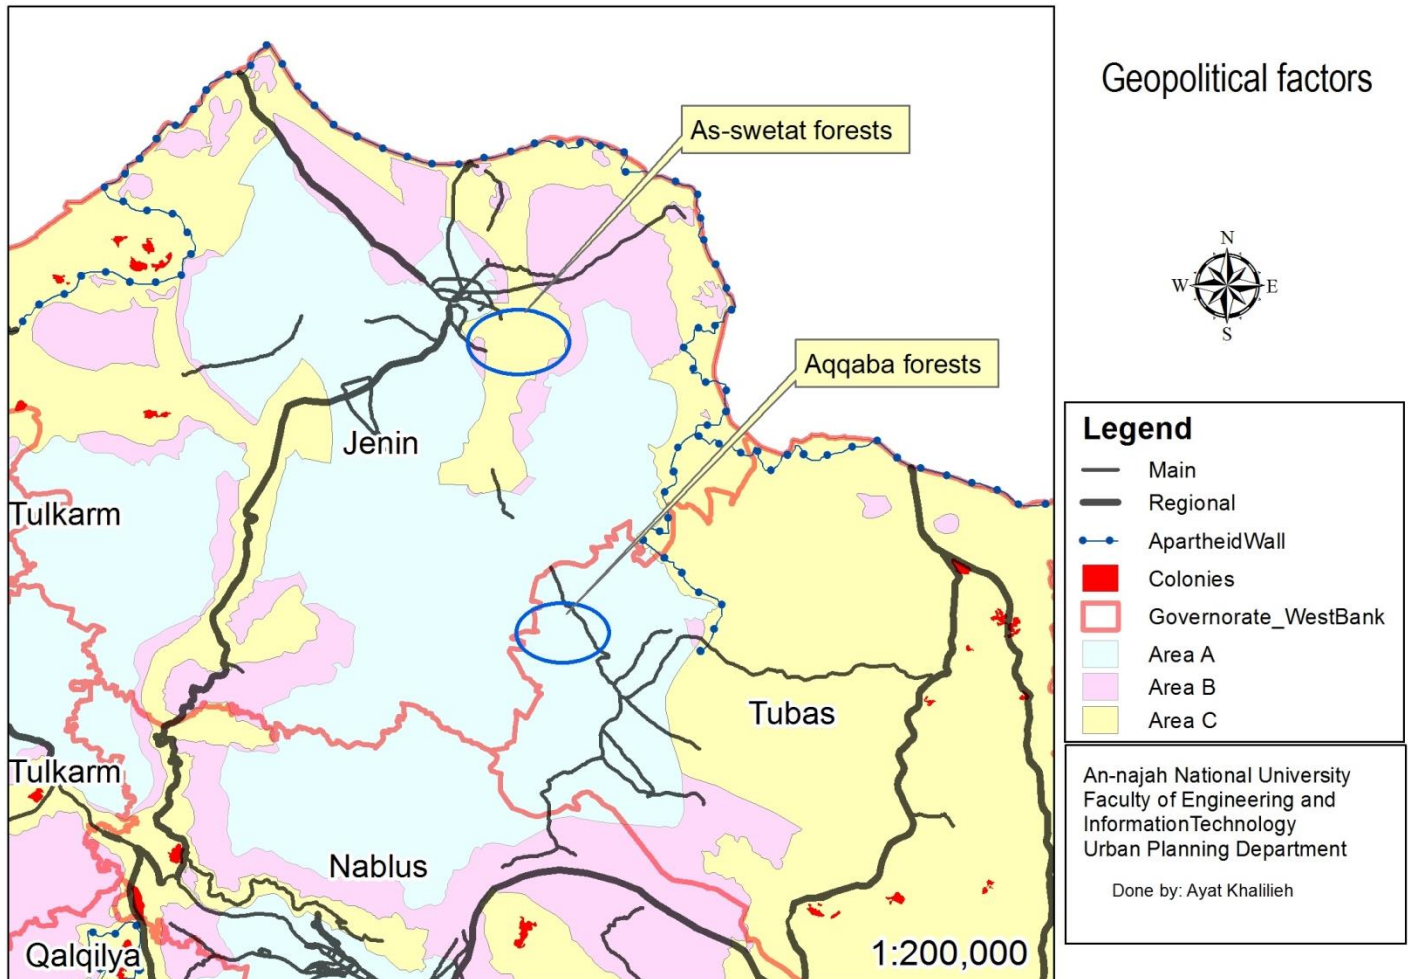 Geopolitical factors
As-swetat forests
N
W
E
S
Aqqaba forests
Jenin
Tulkarm
Tubas
Tulkarm
Nablus
Qalqilya
1:200,000
Legend
Main
Regional
ApartheidWall
Colonies
Governorate_WestBank
Area A
Area B
Area C
An-najah National University
Faculty of Engineering and
InformationTechnology
Urban Planning Department
Done by: Ayat Khalilieh